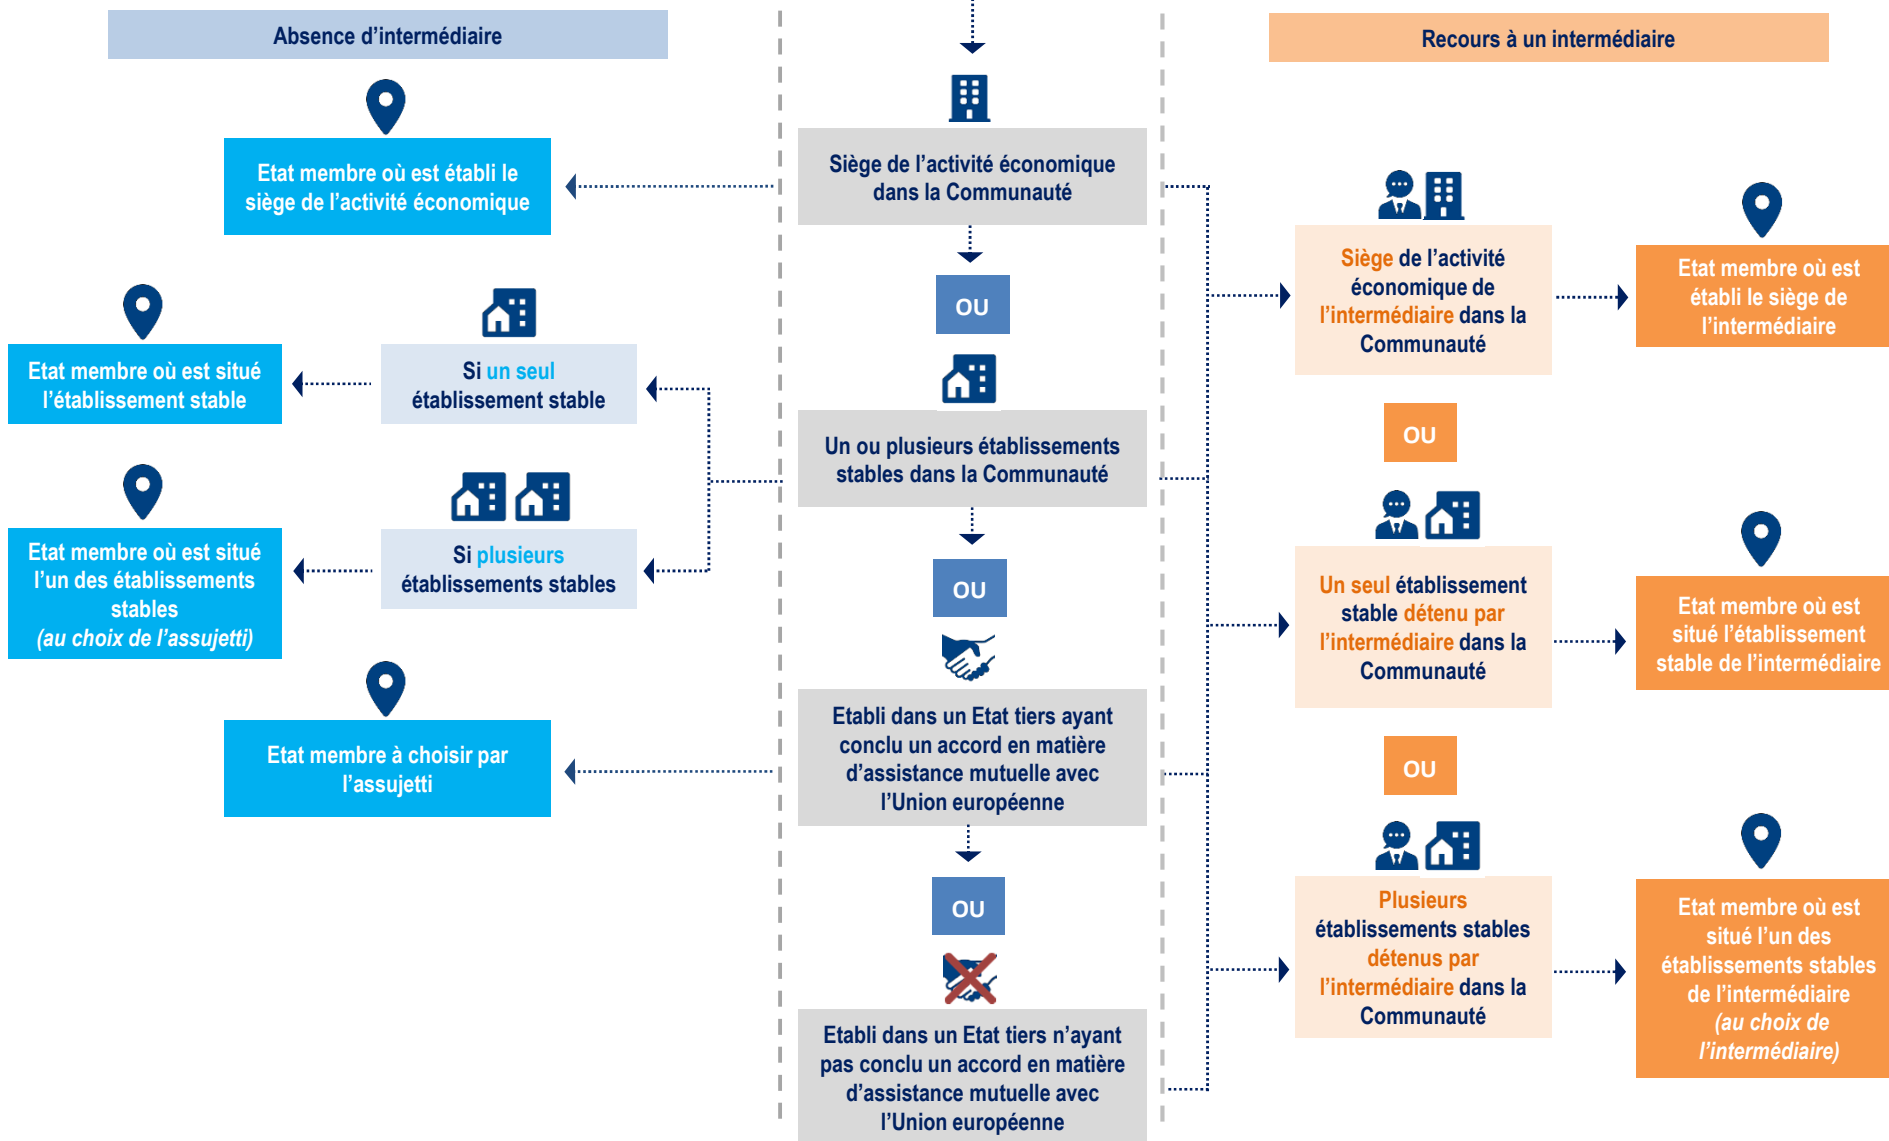 Absence d’intermédiaire
Etat membre où est établi le
siège de l’activité économique
Etat membre où est situé
l’établissement stable
Si un seul
établissement stable
Etat membre où est situé
l’un des établissements
stables
(au choix de l’assujetti)
Si plusieurs
établissements stables
Etat membre à choisir par
l’assujetti
Siège de l’activité économique
dans la Communauté
OU
Un ou plusieurs établissements
stables dans la Communauté
OU
Etabli dans un Etat tiers ayant
conclu un accord en matière
d’assistance mutuelle avec
l’Union européenne
OU
Etabli dans un Etat tiers n’ayant
pas conclu un accord en matière
d’assistance mutuelle avec
l’Union européenne
Recours à un intermédiaire
Siège de l’activité
économique de
l’intermédiaire dans la
Communauté
Etat membre où est
établi le siège de
l’intermédiaire
OU
Un seul établissement
stable détenu par
l’intermédiaire dans la
Communauté
Etat membre où est
situé l’établissement
stable de l’intermédiaire
OU
Plusieurs
établissements stables
détenus par
l’intermédiaire dans la
Communauté
Etat membre où est
situé l’un des
établissements stables
de l’intermédiaire
(au choix de
l’intermédiaire)